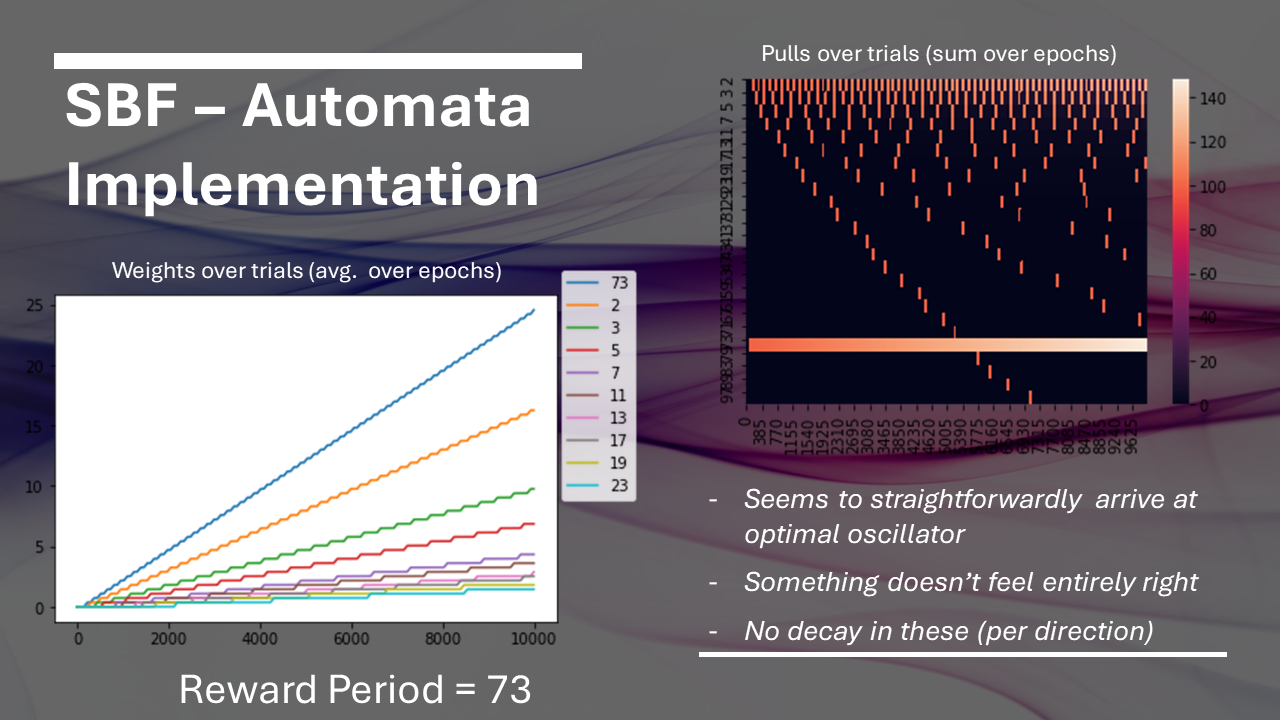 SBF – Automata
Implementation
Weights over trials (avg. over epochs)
25
20
15
10
5
0
0 2000 4000 6000 8000 10000
73
2
3
5
7
11
13
17
19
23
Reward Period = 73
Pulls over trials (sum over epochs)
2
3
5
7
140
120
100
80
60
40
20
0
0 385 770 1155 1540 1925 2310 2695 3080 3465 3850 4235 4620 5005 5390 5775 6160 6545 7700 8085 8470 8855 9240 9625
- Seems to straightforwardly arrive at
optimal oscillator
- Something doesn’t feel entirely right
- No decay in these (per direction)